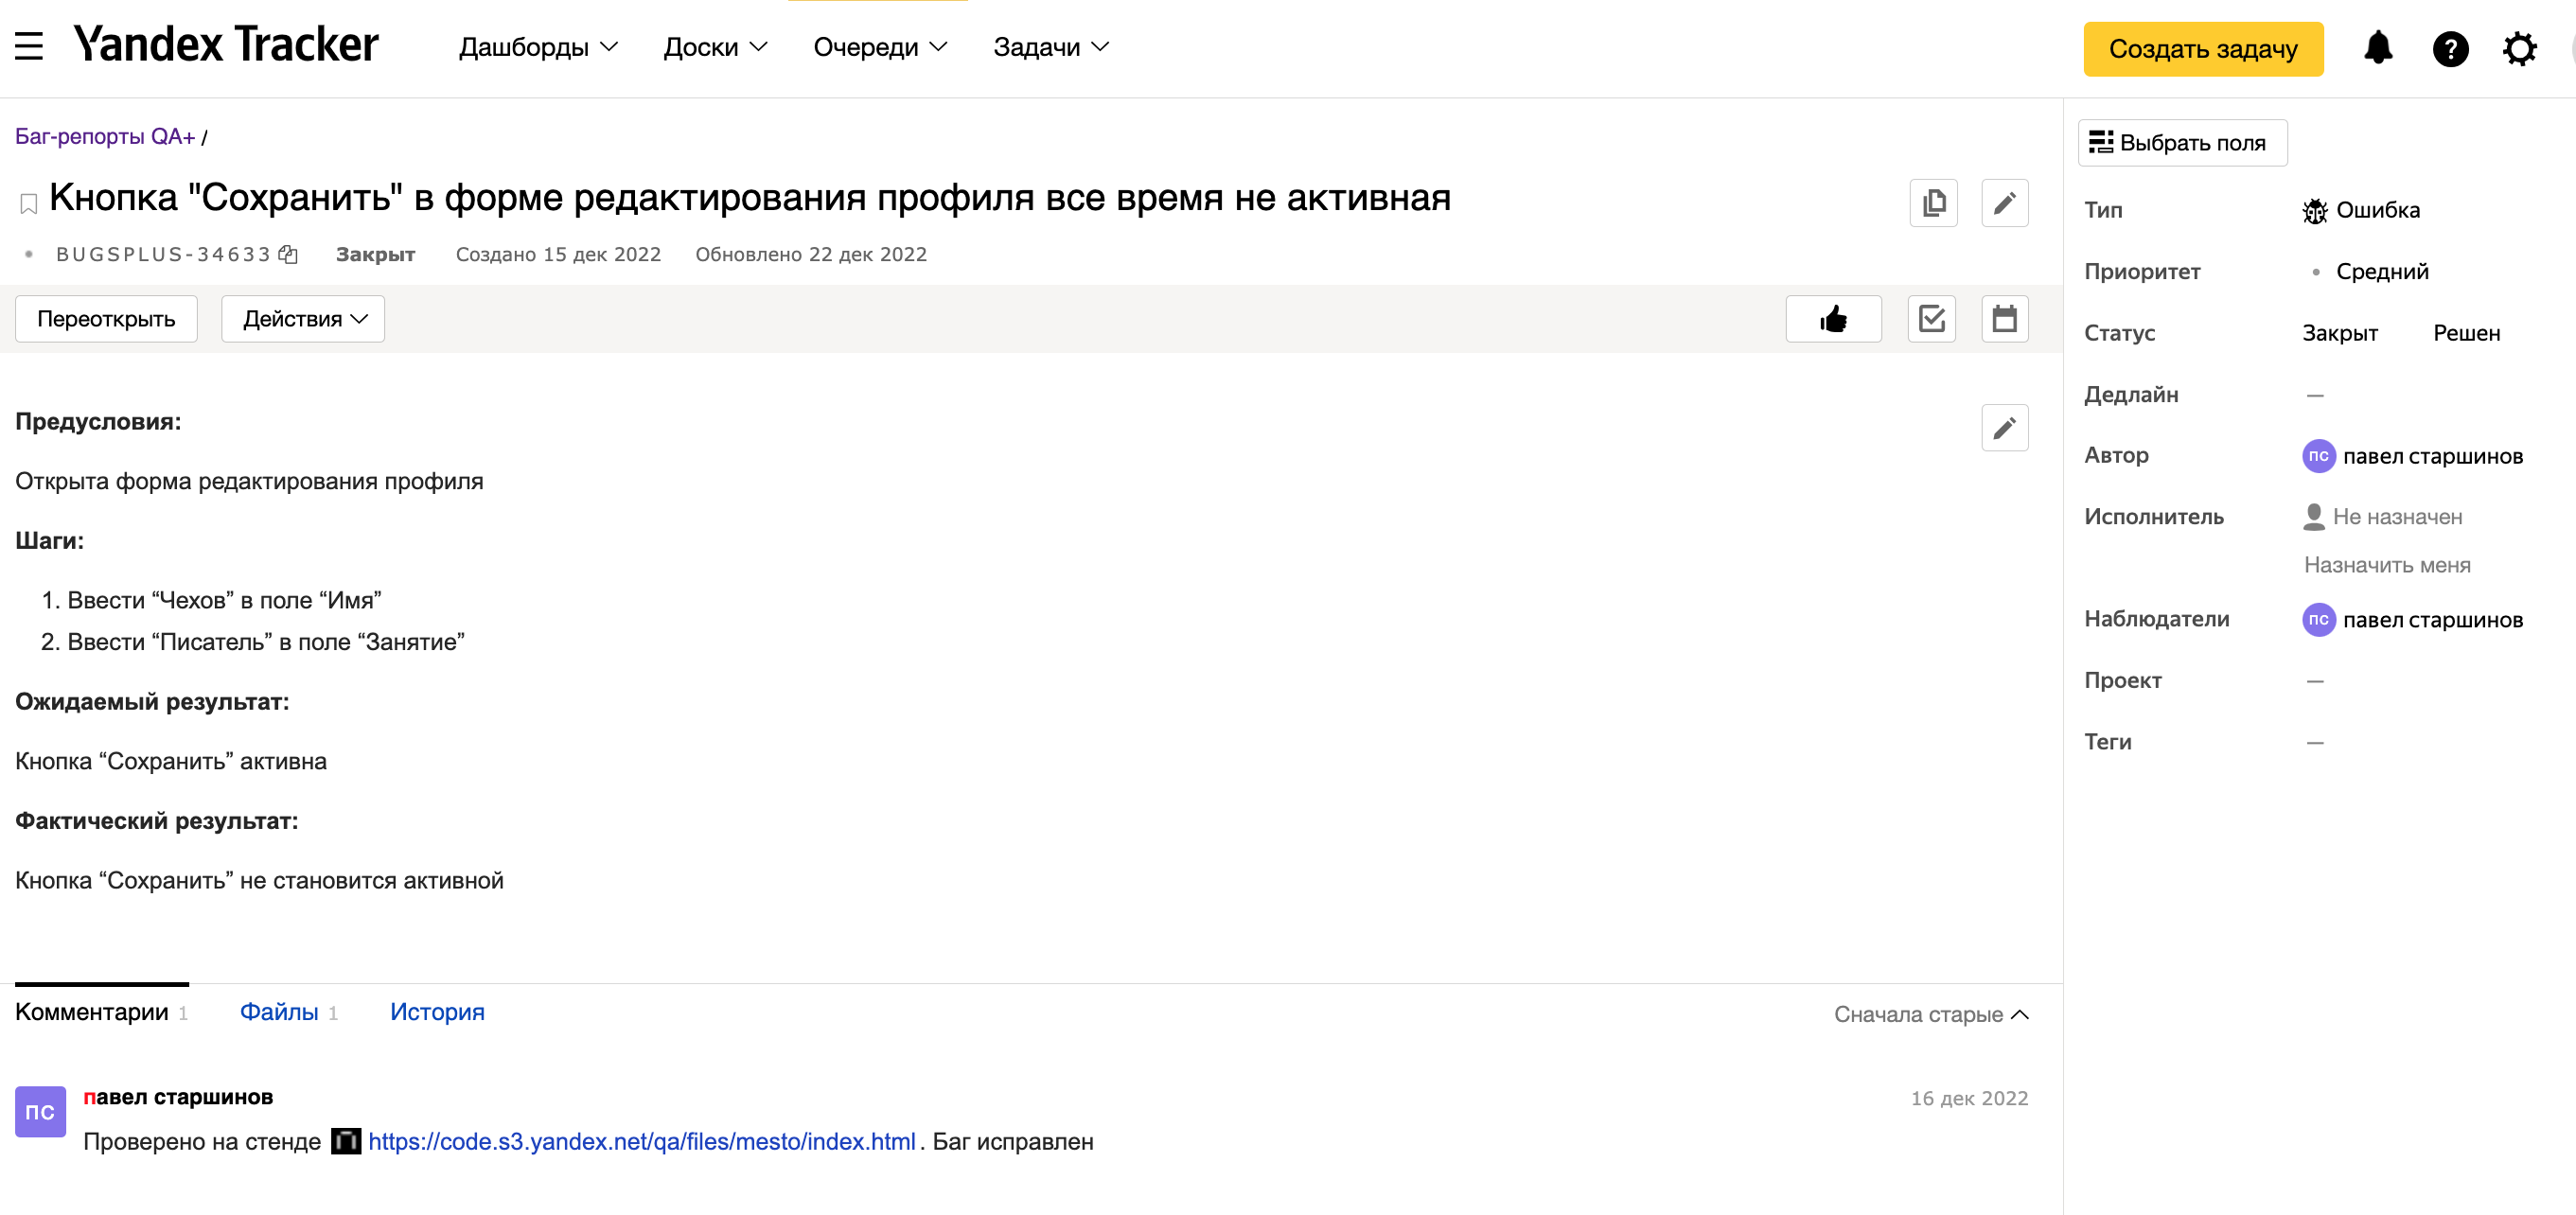 Yandex Tracker
Дашборды
Доски
Очереди
Задачи
Создать задачу
Баг-репорты QA+ /
Кнопка "Сохранить" в форме редактирования профиля все время не активная
BUGSPLUS-34633 Закрыт Создано 15 дек 2022 Обновлено 22 дек 2022
Переоткрыть
Действия
Предусловия:
Открыта форма редактирования профиля
Шаги:
1. Ввести “Чехов” в поле “Имя”
2. Ввести “Писатель” в поле “Занятие”
Ожидаемый результат:
Кнопка “Сохранить” активна
Фактический результат:
Кнопка “Сохранить” не становится активной
Комментарии 1
Файлы 1
История
Сначала старые
ПС
павел старшинов
16 дек 2022
Проверено на стенде https://code.s3.yandex.net/qa/files/mesto/index.html. Баг исправлен
Выбрать поля
Тип Ошибка
Приоритет Средний
Статус Закрыт Решен
Дедлайн —
Автор ПС павел старшинов
Исполнитель Не назначен
Назначить меня
Наблюдатели ПС павел старшинов
Проект —
Теги —